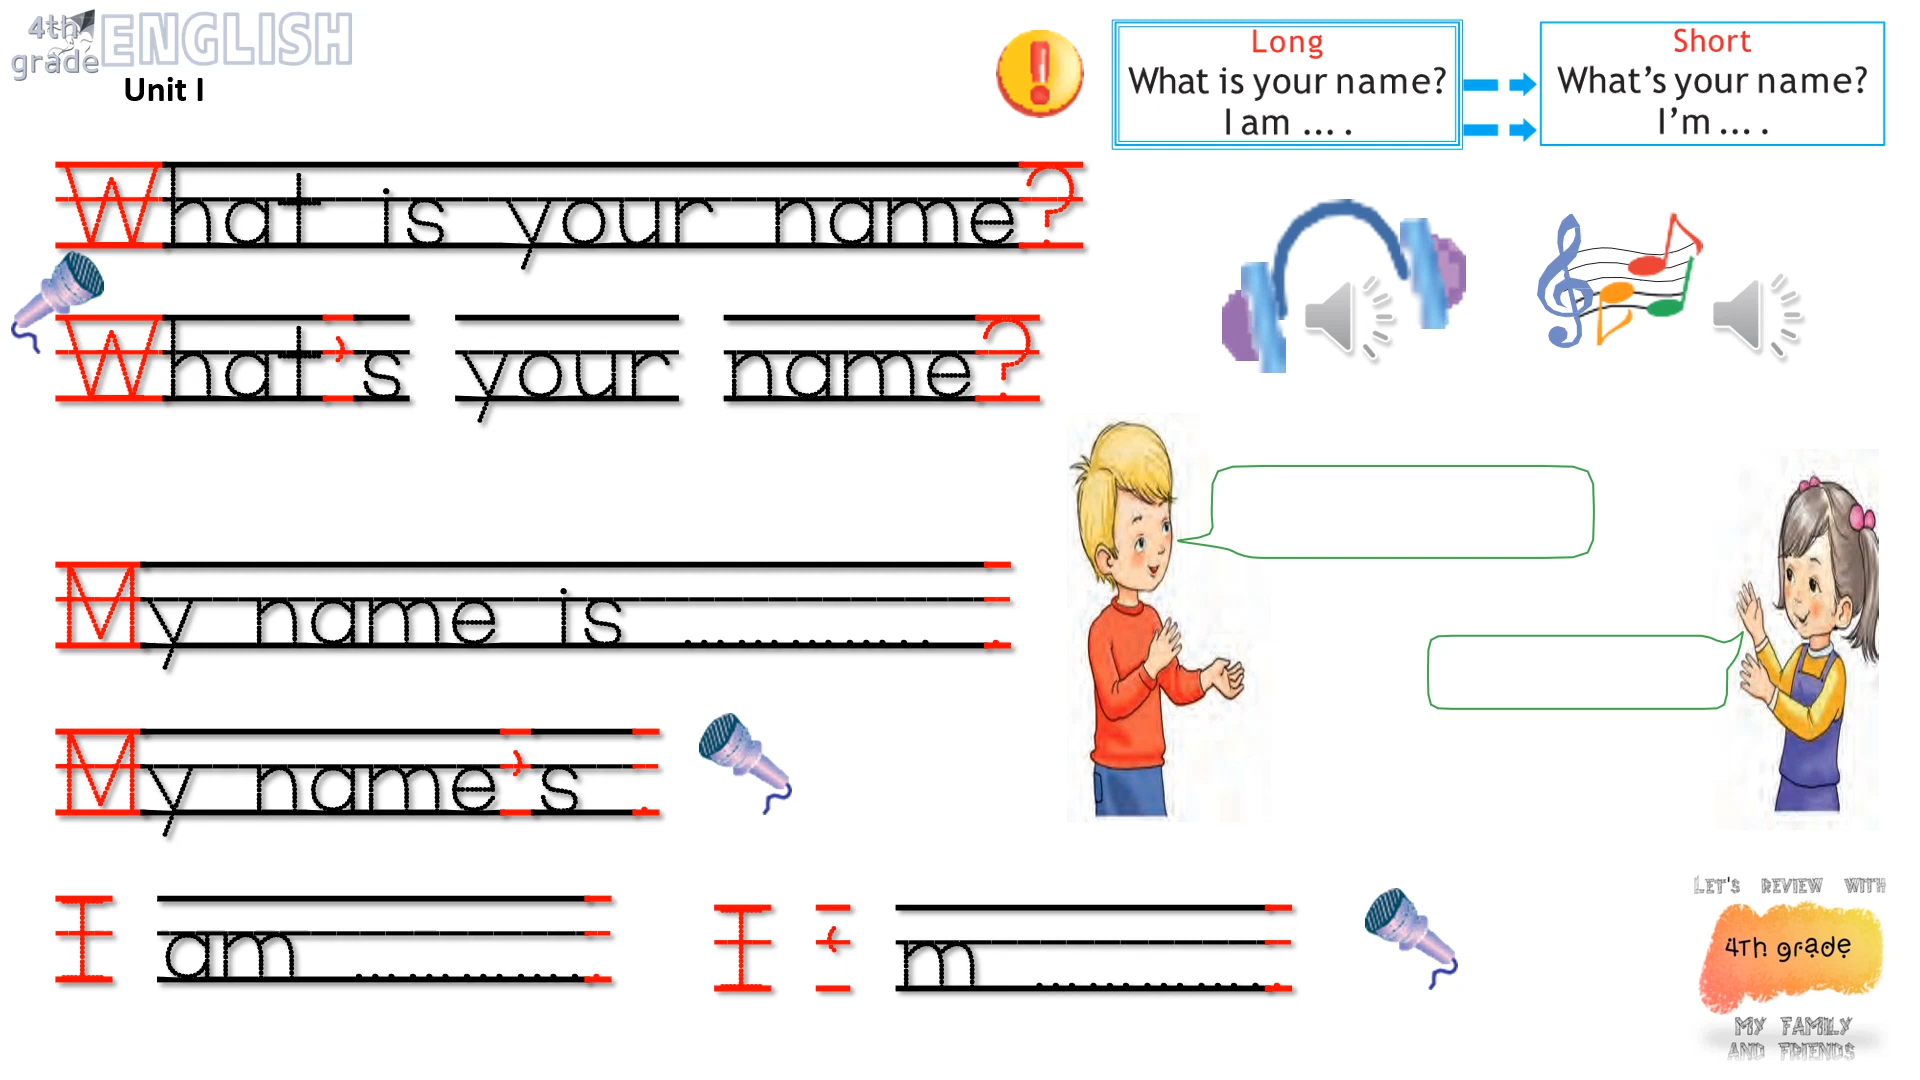 4th grade ENGLISH
Unit I
Long
What is your name?
I am ... .
Short
What's your name?
I'm ... .
What is your name?
What's your name?
My name is ............
My name's .
I am ............
I ' m ............
LET'S REVIEW WITH
4Th grade
MY FAMILY
AND FRIENDS